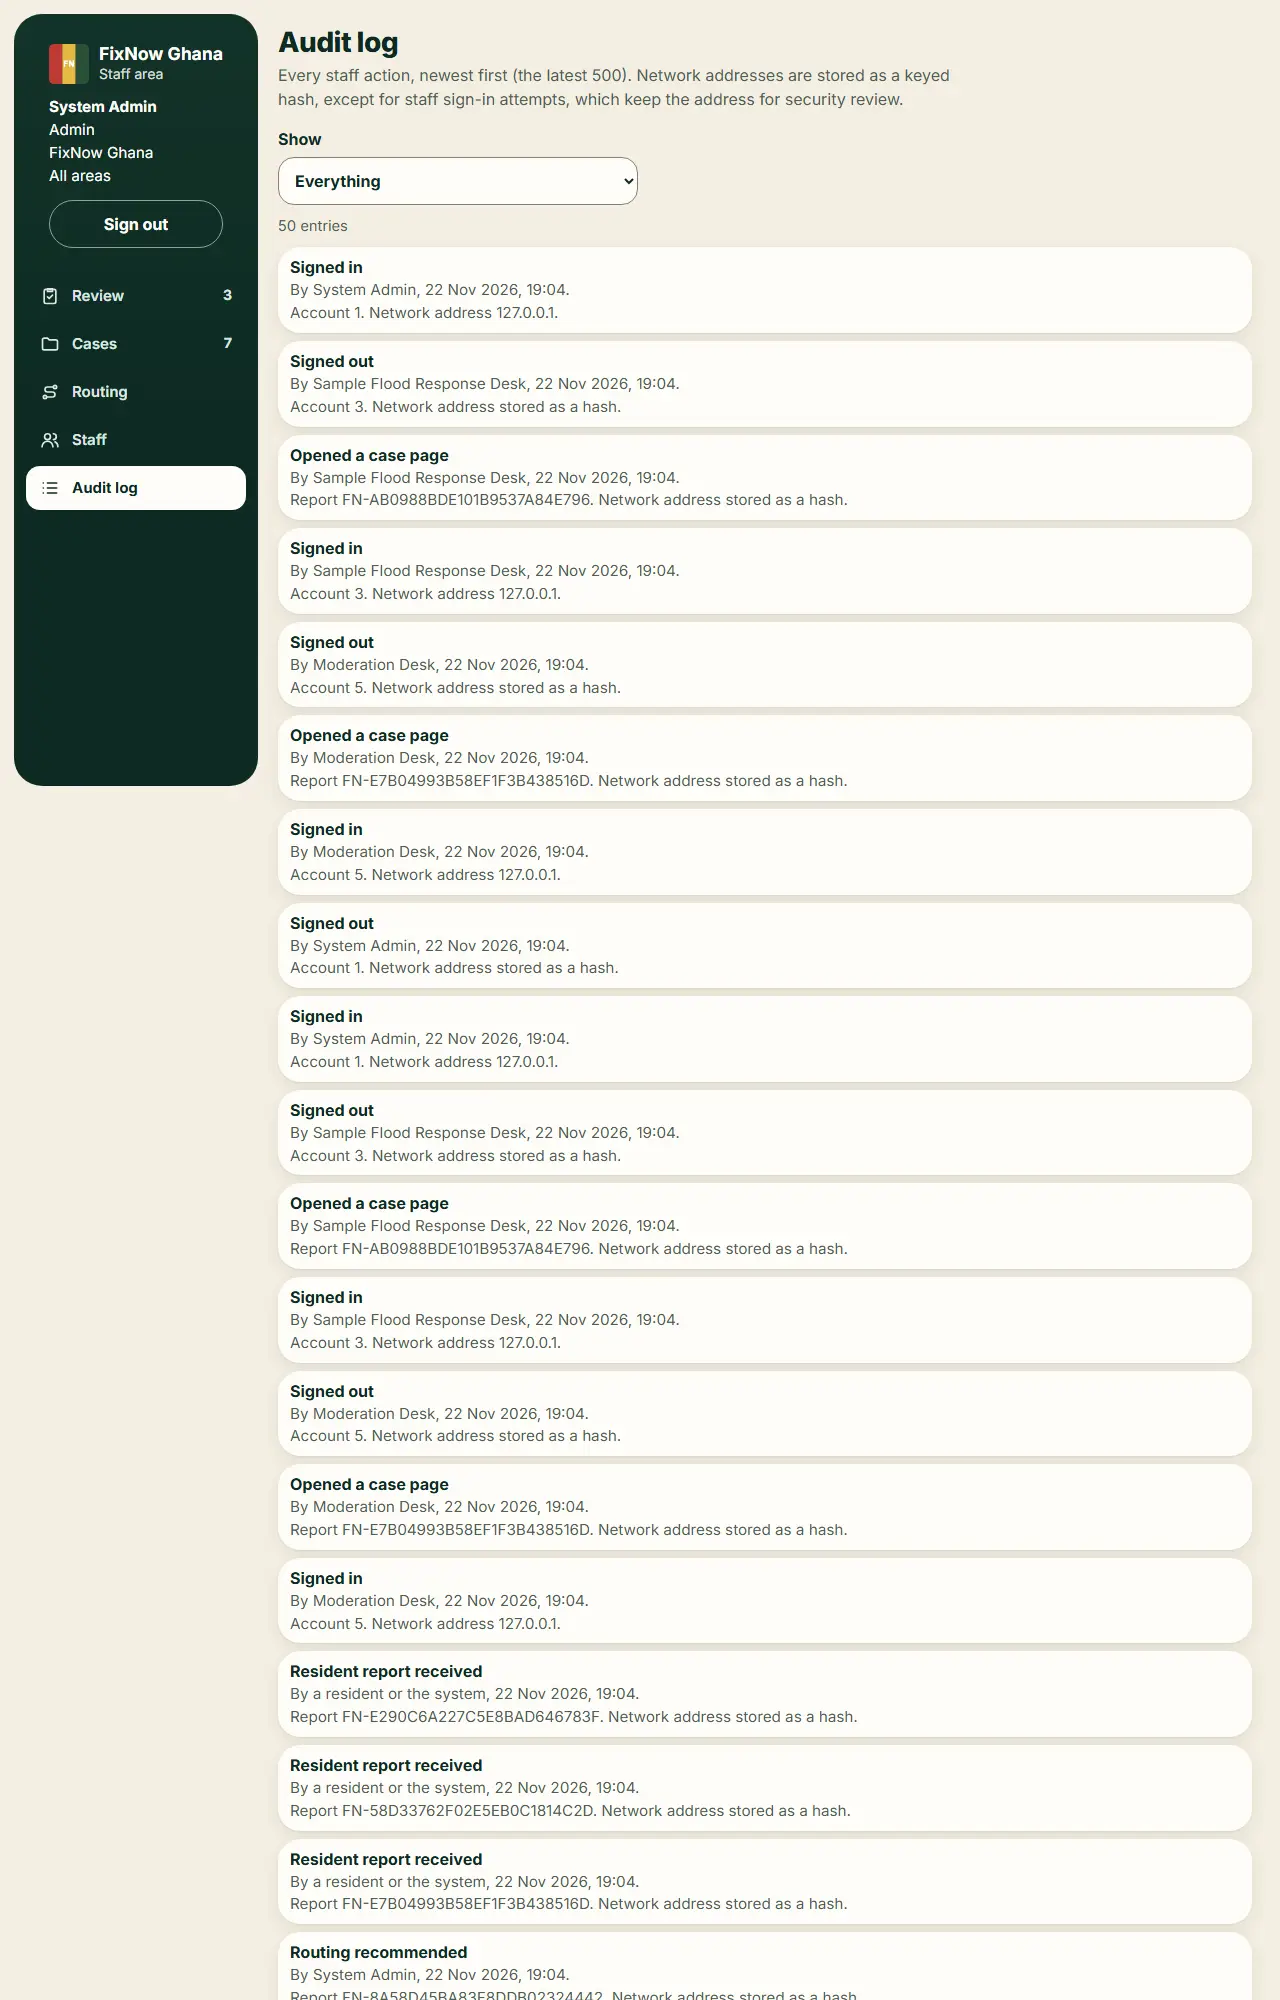 FN
FixNow Ghana
Staff area
System Admin
Admin
FixNow Ghana
All areas
Sign out
Review 3
Cases 7
Routing
Staff
Audit log
Audit log
Every staff action, newest first (the latest 500). Network addresses are stored as a keyed
hash, except for staff sign-in attempts, which keep the address for security review.
Show
Everything
50 entries
Signed in
By System Admin, 22 Nov 2026, 19:04.
Account 1. Network address 127.0.0.1.
Signed out
By Sample Flood Response Desk, 22 Nov 2026, 19:04.
Account 3. Network address stored as a hash.
Opened a case page
By Sample Flood Response Desk, 22 Nov 2026, 19:04.
Report FN-AB0988BDE101B9537A84E796. Network address stored as a hash.
Signed in
By Sample Flood Response Desk, 22 Nov 2026, 19:04.
Account 3. Network address 127.0.0.1.
Signed out
By Moderation Desk, 22 Nov 2026, 19:04.
Account 5. Network address stored as a hash.
Opened a case page
By Moderation Desk, 22 Nov 2026, 19:04.
Report FN-E7B04993B58EF1F3B438516D. Network address stored as a hash.
Signed in
By Moderation Desk, 22 Nov 2026, 19:04.
Account 5. Network address 127.0.0.1.
Signed out
By System Admin, 22 Nov 2026, 19:04.
Account 1. Network address stored as a hash.
Signed in
By System Admin, 22 Nov 2026, 19:04.
Account 1. Network address 127.0.0.1.
Signed out
By Sample Flood Response Desk, 22 Nov 2026, 19:04.
Account 3. Network address stored as a hash.
Opened a case page
By Sample Flood Response Desk, 22 Nov 2026, 19:04.
Report FN-AB0988BDE101B9537A84E796. Network address stored as a hash.
Signed in
By Sample Flood Response Desk, 22 Nov 2026, 19:04.
Account 3. Network address 127.0.0.1.
Signed out
By Moderation Desk, 22 Nov 2026, 19:04.
Account 5. Network address stored as a hash.
Opened a case page
By Moderation Desk, 22 Nov 2026, 19:04.
Report FN-E7B04993B58EF1F3B438516D. Network address stored as a hash.
Signed in
By Moderation Desk, 22 Nov 2026, 19:04.
Account 5. Network address 127.0.0.1.
Resident report received
By a resident or the system, 22 Nov 2026, 19:04.
Report FN-E290C6A227C5E8BAD646783F. Network address stored as a hash.
Resident report received
By a resident or the system, 22 Nov 2026, 19:04.
Report FN-58D33762F02E5EB0C1814C2D. Network address stored as a hash.
Resident report received
By a resident or the system, 22 Nov 2026, 19:04.
Report FN-E7B04993B58EF1F3B438516D. Network address stored as a hash.
Routing recommended
By System Admin, 22 Nov 2026, 19:04.
Report FN-8A58D45BA83F8DDB02324442. Network address stored as a hash.